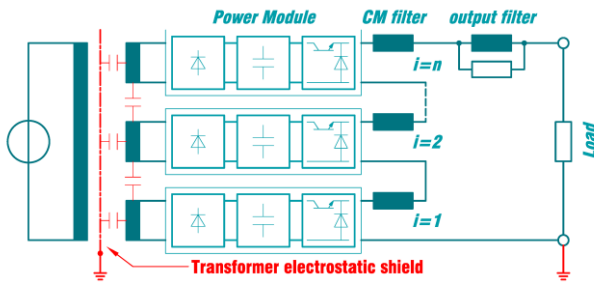 Power Module
CM filter
output filter
i=n
i=2
i=1
Load
Transformer electrostatic shield